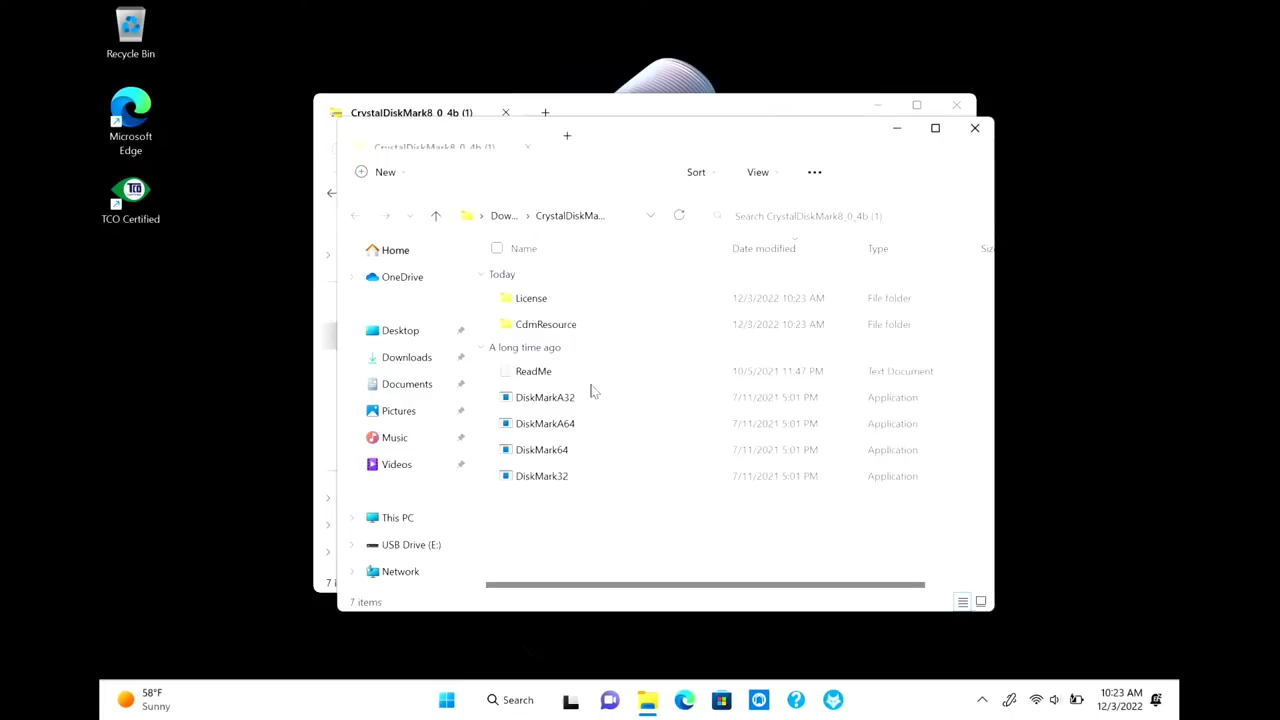 Recycle Bin
Microsoft
Edge
TCO Certified
CrystalDiskMark8_0_4b (1)
CrystalDiskMark8_0_4b (1)
New
Sort
View
Dow...
CrystalDiskMa...
Search CrystalDiskMark8_0_4b (1)
Name
Date modified
Type
Siz
Home
OneDrive
Desktop
Downloads
Documents
Pictures
Music
Videos
This PC
USB Drive (E:)
Network
Today
License 12/3/2022 10:23 AM File folder
CdmResource 12/3/2022 10:23 AM File folder
A long time ago
ReadMe 10/5/2021 11:47 PM Text Document
DiskMarkA32 7/11/2021 5:01 PM Application
DiskMarkA64 7/11/2021 5:01 PM Application
DiskMark64 7/11/2021 5:01 PM Application
DiskMark32 7/11/2021 5:01 PM Application
7 i
7 items
58°F
Sunny
Search
10:23 AM
12/3/2022